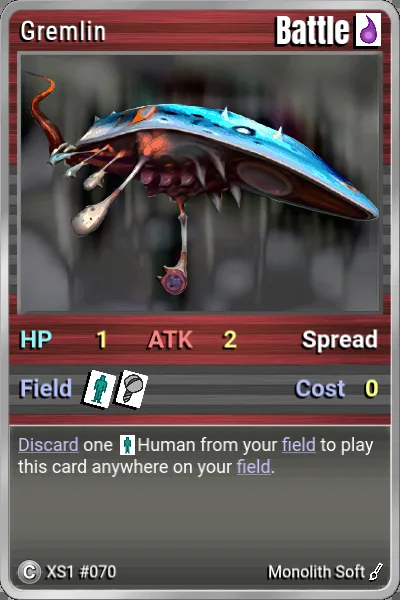 Gremlin Battle
HP 1 ATK 2 Spread
Field Cost 0
Discard one Human from your field to play
this card anywhere on your field.
C XS1 #070 Monolith Soft